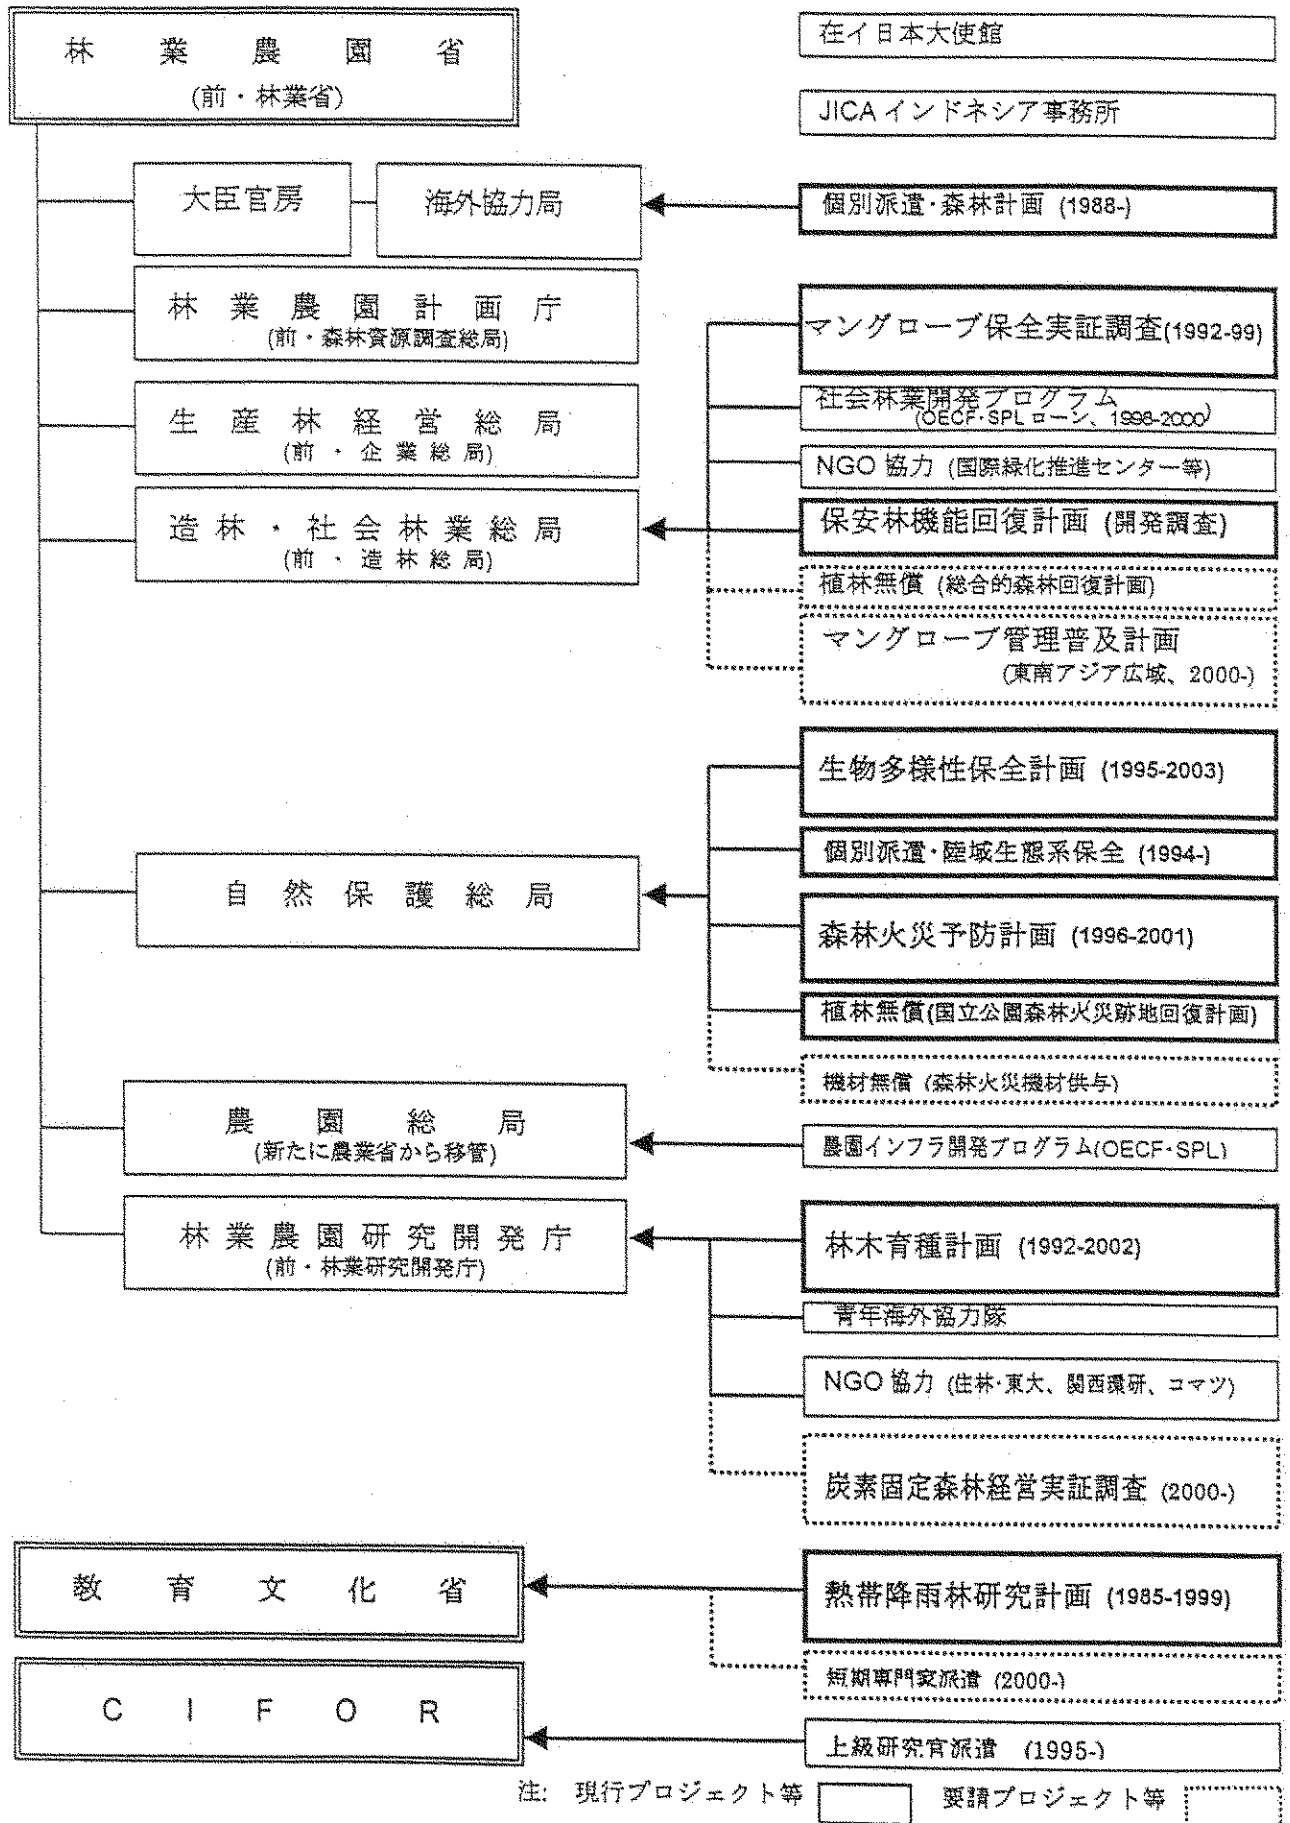 林業農園省
(前・林業省)
在イ日本大使館
JICAインドネシア事務所
大臣官房
海外協力局
個別派遣・森林計画 (1988-)
林業農園計画庁
(前・森林資源調査総局)
マングローブ保全実証調査(1992-99)
生産林経営総局
(前・企業総局)
社会林業開発プログラム
(OECF・SPLローン、1998-2000)
NGO協力 (国際緑化推進センター等)
造林・社会林業総局
(前・造林総局)
保安林機能回復計画 (開発調査)
植林無償 (総合的森林回復計画)
マングローブ管理普及計画
(東南アジア広域、2000-)
生物多様性保全計画 (1995-2003)
個別派遣・陸域生態系保全 (1994-)
自然保護総局
森林火災予防計画 (1996-2001)
植林無償(国立公園森林火災跡地回復計画)
機材無償 (森林火災機材供与)
農園総局
(新たに農業省から移管)
農園インフラ開発プログラム(OECF・SPL)
林業農園研究開発庁
(前・林業研究開発庁)
林木育種計画 (1992-2002)
青年海外協力隊
NGO協力 (住林・東大、関西環研、コマツ)
炭素固定森林経営実証調査 (2000-)
教育文化省
熱帯降雨林研究計画 (1985-1999)
短期専門家派遣 (2000-)
CIFOR
上級研究官派遣 (1995-)
注: 現行プロジェクト等 要請プロジェクト等